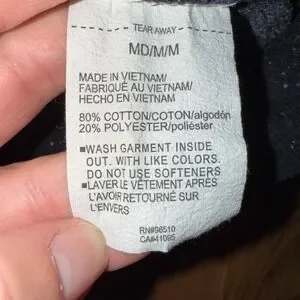 TEAR AWAY
MD/M/M
MADE IN VIETNAM/
FABRIQUÉ AU VIETNAM/
HECHO EN VIETNAM
80% COTTON/COTON/algodón
20% POLYESTER/poliéster
■WASH GARMENT INSIDE
OUT. WITH LIKE COLORS.
DO NOT USE SOFTENERS
■LAVER LE VÊTEMENT APRÈS
L'AVOIR RETOURNÉ SUR
L'ENVERS
RN#96510
CA#41095